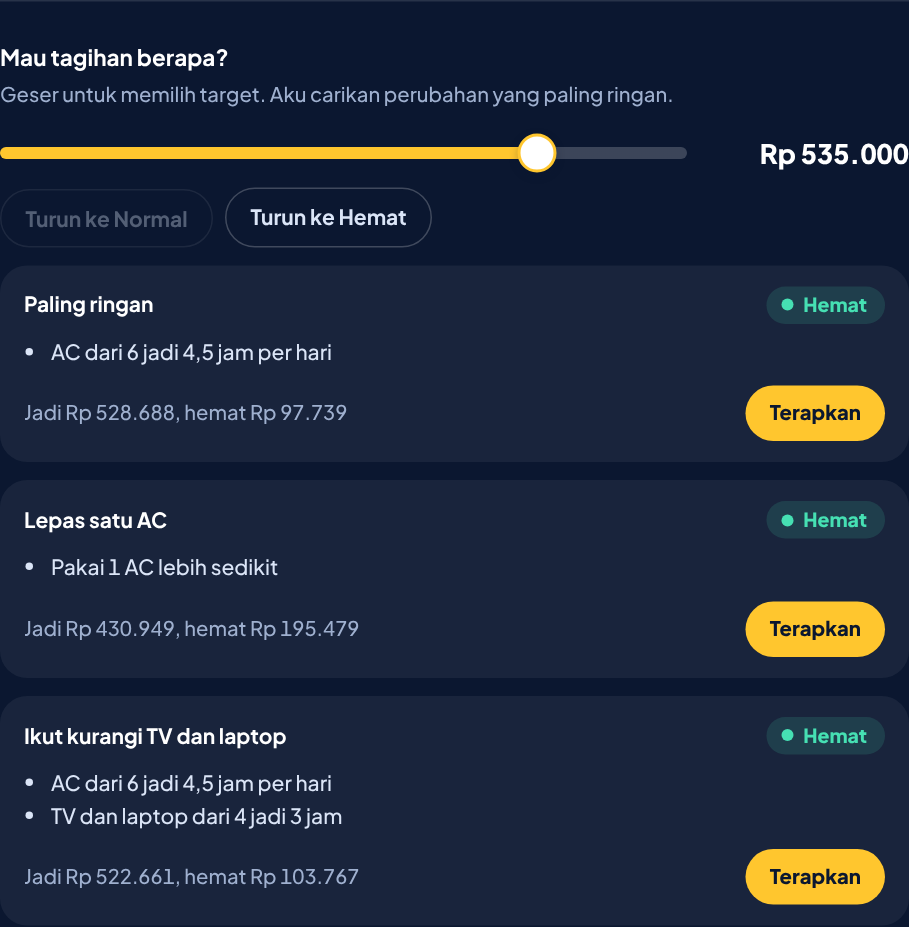 Mau tagihan berapa?
Geser untuk memilih target. Aku carikan perubahan yang paling ringan.
Rp 535.000
Turun ke Normal
Turun ke Hemat
Paling ringan
Hemat
• AC dari 6 jadi 4,5 jam per hari
Jadi Rp 528.688, hemat Rp 97.739
Terapkan
Lepas satu AC
Hemat
• Pakai 1 AC lebih sedikit
Jadi Rp 430.949, hemat Rp 195.479
Terapkan
Ikut kurangi TV dan laptop
Hemat
• AC dari 6 jadi 4,5 jam per hari
• TV dan laptop dari 4 jadi 3 jam
Jadi Rp 522.661, hemat Rp 103.767
Terapkan